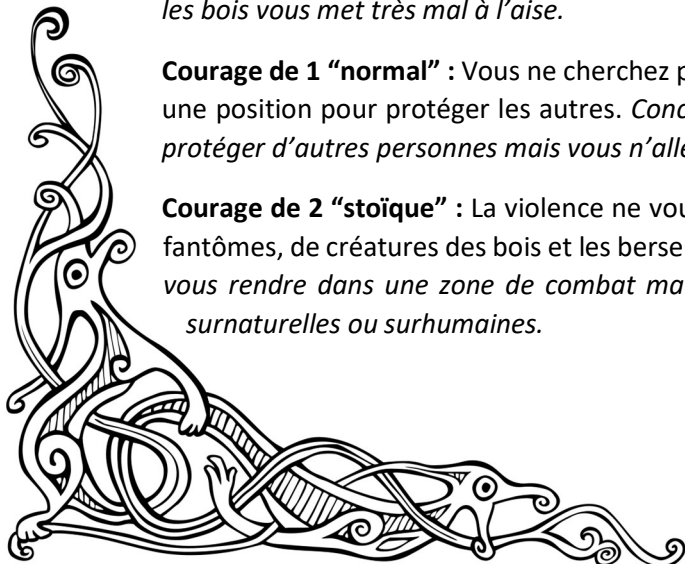 les bois vous met très mal à l’aise.
Courage de 1 “normal” : Vous ne cherchez p
une position pour protéger les autres. Conc
protéger d’autres personnes mais vous n’alle
Courage de 2 “stoïque” : La violence ne vou
fantômes, de créatures des bois et les berse
vous rendre dans une zone de combat ma
surnaturelles ou surhumaines.